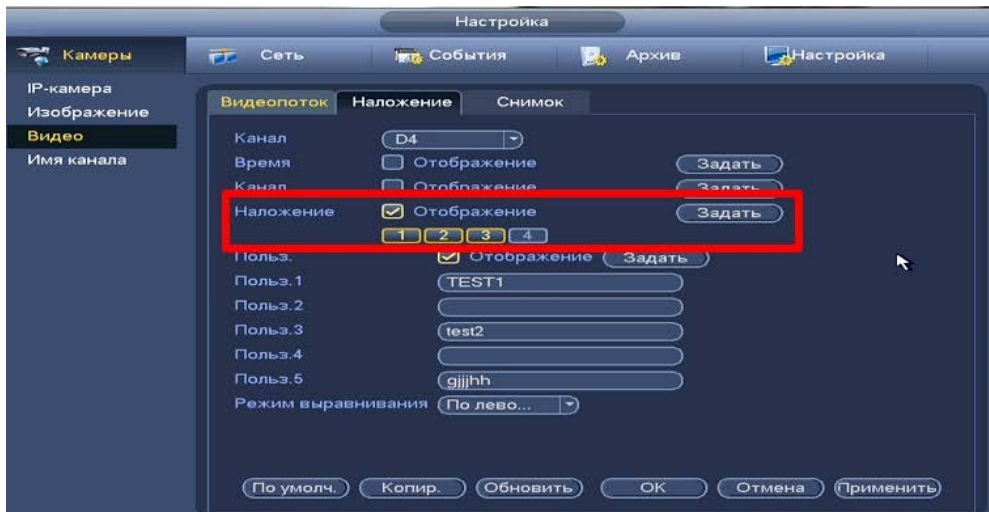 Настройка
Камеры Сеть События Архив Настройка
IP-камера
Изображение
Видео
Имя канала
Видеопоток Наложение Снимок
Канал D4
Время Отображение Задать
Канал Отображение Задать
Наложение Отображение Задать
1 2 3 4
Польз. Отображение Задать
Польз.1 TEST1
Польз.2
Польз.3 test2
Польз.4
Польз.5 gjjjhh
Режим выравнивания По лево...
По умолч. Копир. Обновить OK Отмена Применить